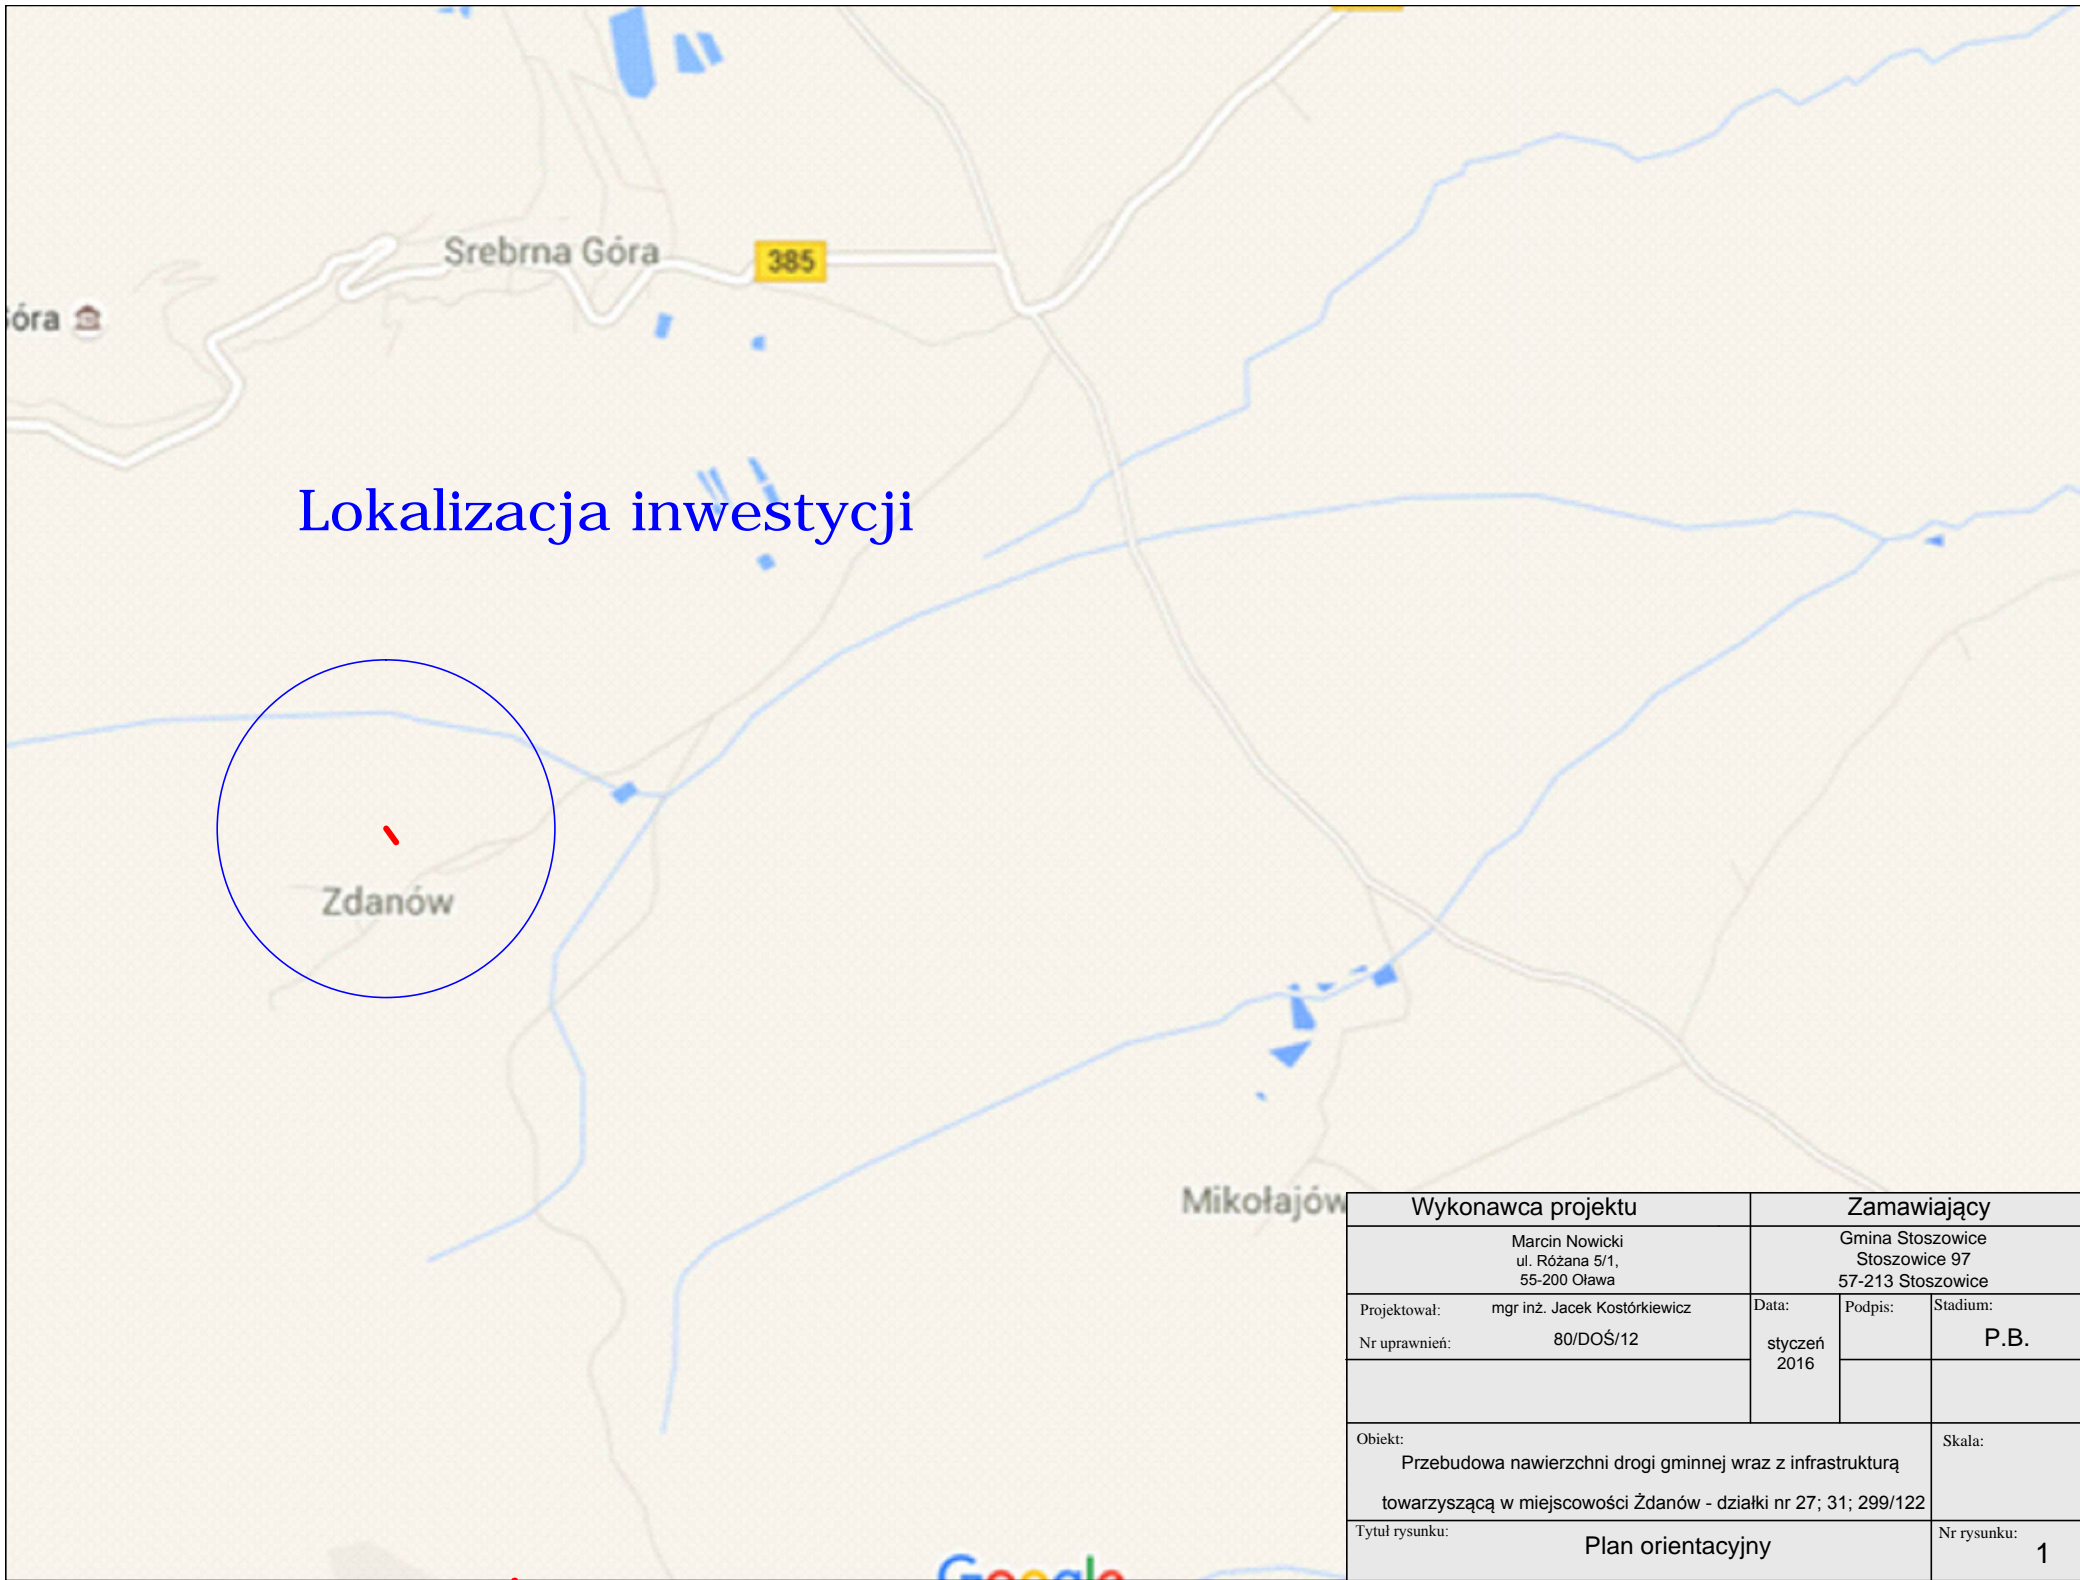 Srebrna Góra
385
óra
Lokalizacja inwestycji
Zdanów
Mikołajów
Google
Wykonawca projektu
Zamawiający
Marcin Nowicki
ul. Różana 5/1,
55-200 Oława
Gmina Stoszowice
Stoszowice 97
57-213 Stoszowice
Projektował: mgr inż. Jacek Kostórkiewicz
Nr uprawnień: 80/DOŚ/12
Data:
styczeń
2016
Podpis:
Stadium:
P.B.
Obiekt:
Przebudowa nawierzchni drogi gminnej wraz z infrastrukturą
towarzyszącą w miejscowości Żdanów - działki nr 27; 31; 299/122
Skala:
Tytuł rysunku: Plan orientacyjny
Nr rysunku: 1